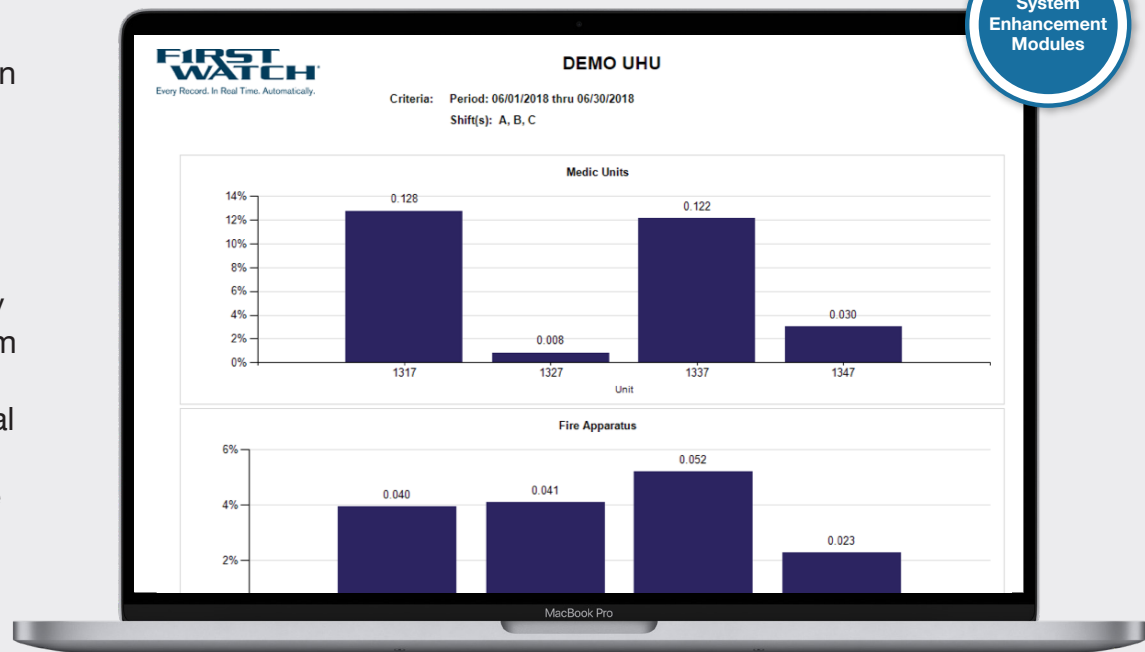 System
Enhancement
Modules
FIRST
WATCH
Every Record. In Real Time. Automatically.
DEMO UHU
Criteria: Period: 06/01/2018 thru 06/30/2018
Shift(s): A, B, C
Medic Units
14%
12%
10%
8%
6%
4%
2%
0%
0.128
0.008
0.122
0.030
1317
1327
1337
1347
Unit
Fire Apparatus
6%
4%
2%
0.040
0.041
0.052
0.023
MacBook Pro